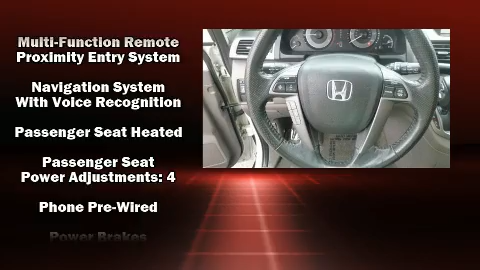 Multi-Function Remote
Proximity Entry System
Navigation System
With Voice Recognition
Passenger Seat Heated
Passenger Seat
Power Adjustments: 4
Phone Pre-Wired
Power Brakes